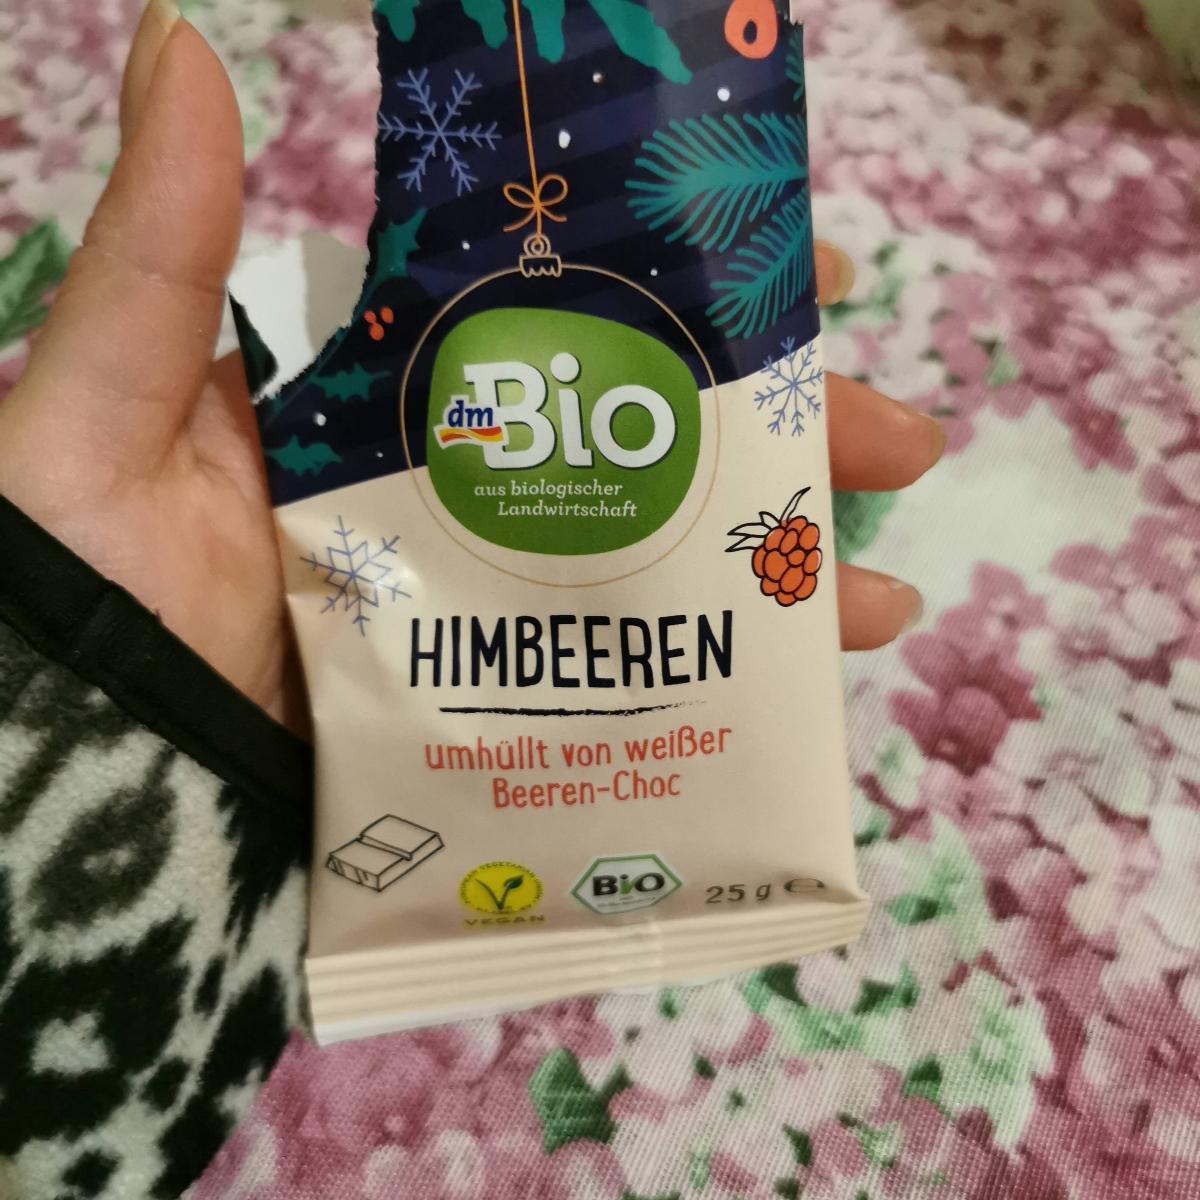 dm Bio
aus biologischer
Landwirtschaft
HIMBEEREN
umhüllt von weißer
Beeren-Choc
VEGAN
BiO
25 g ℮